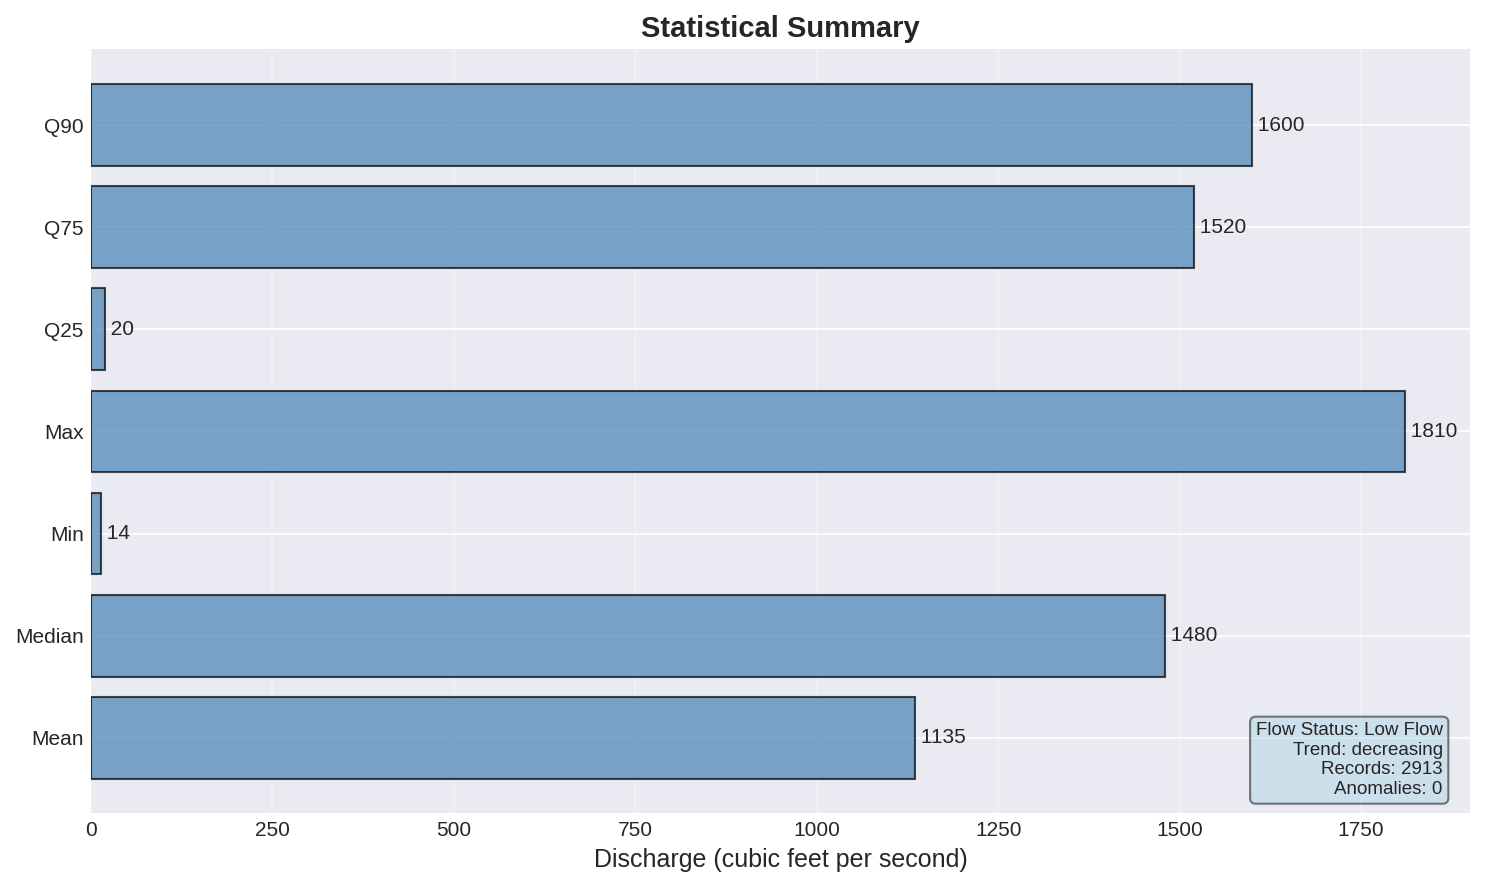 Statistical Summary
Q90
1600
Q75
1520
Q25
20
Max
1810
Min
14
Median
1480
Mean
1135
Flow Status: Low Flow
Trend: decreasing
Records: 2913
Anomalies: 0
0 250 500 750 1000 1250 1500 1750
Discharge (cubic feet per second)